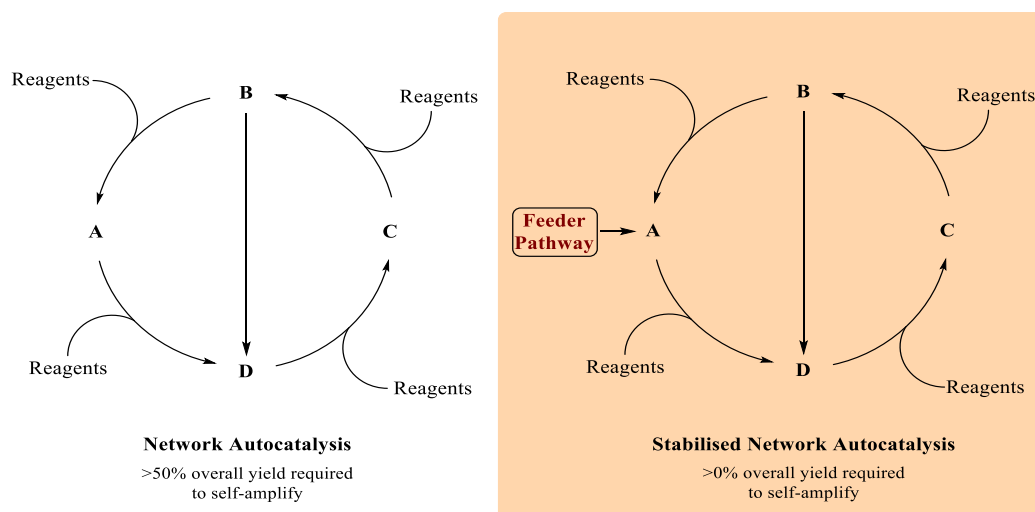 Reagents
B
Reagents
A
C
Reagents
D
Reagents
Network Autocatalysis
>50% overall yield required
to self-amplify
Reagents
B
Reagents
Feeder
Pathway
A
C
Reagents
D
Reagents
Stabilised Network Autocatalysis
>0% overall yield required
to self-amplify